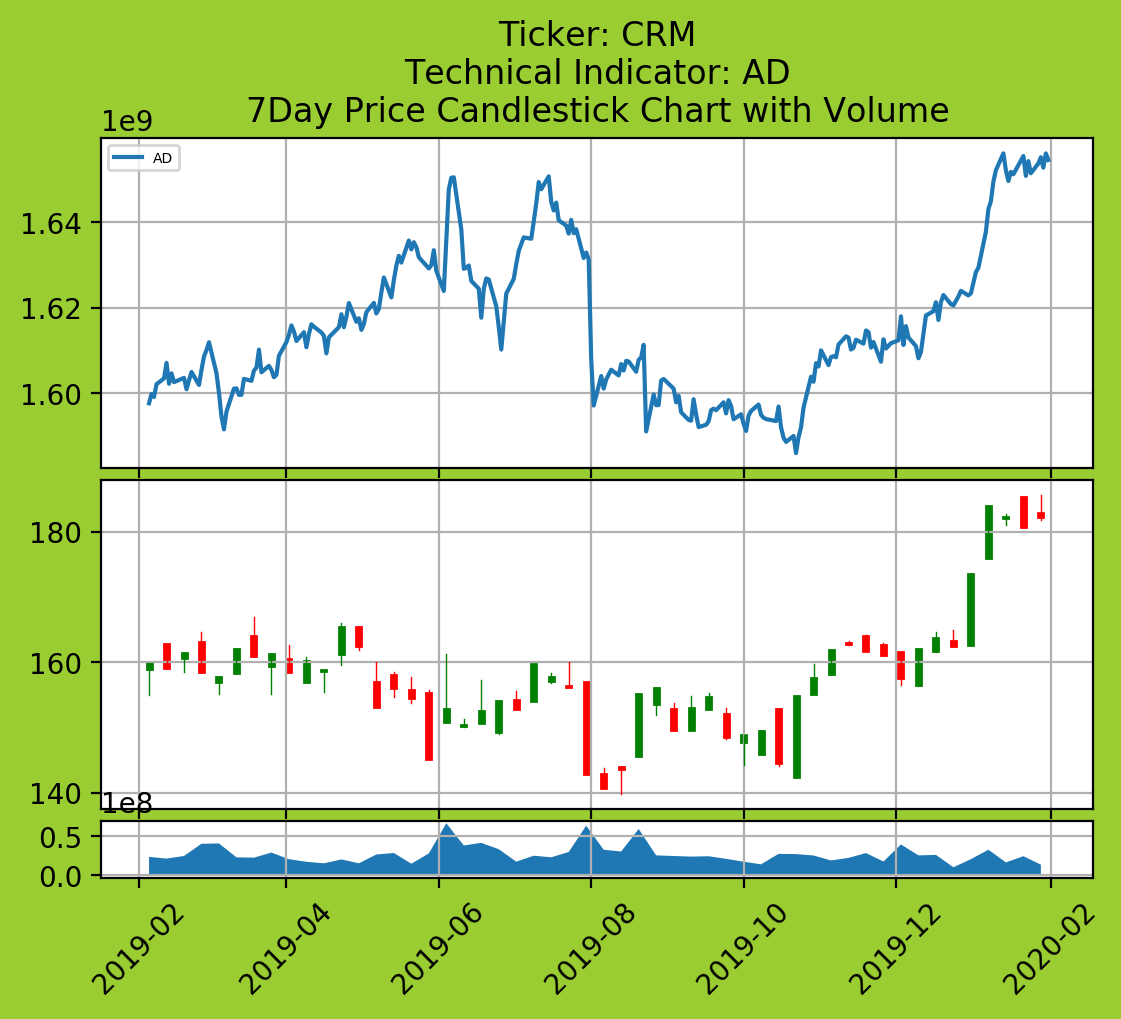 Ticker: CRM
Technical Indicator: AD
7Day Price Candlestick Chart with Volume
1e9
AD
1.64
1.62
1.60
180
160
140
1e8
0.5
0.0
2019-02
2019-04
2019-06
2019-08
2019-10
2019-12
2020-02